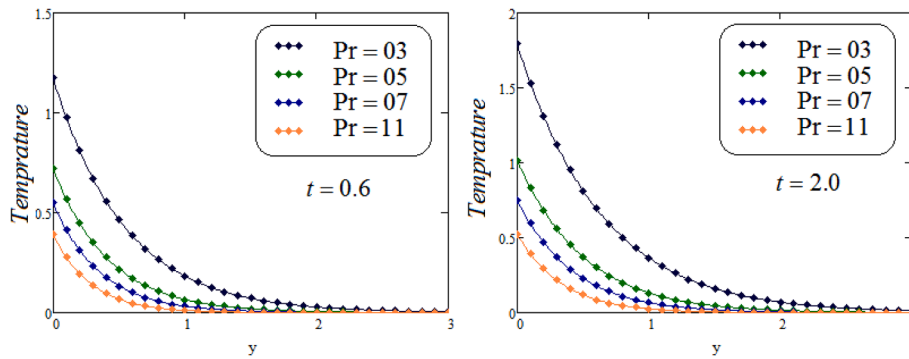 1.5
1
0.5
0
Temprature
Pr = 03
Pr = 05
Pr = 07
Pr = 11
t = 0.6
0
1
2
3
y
2
1.5
1
0.5
0
Temprature
Pr = 03
Pr = 05
Pr = 07
Pr = 11
t = 2.0
0
1
2
y